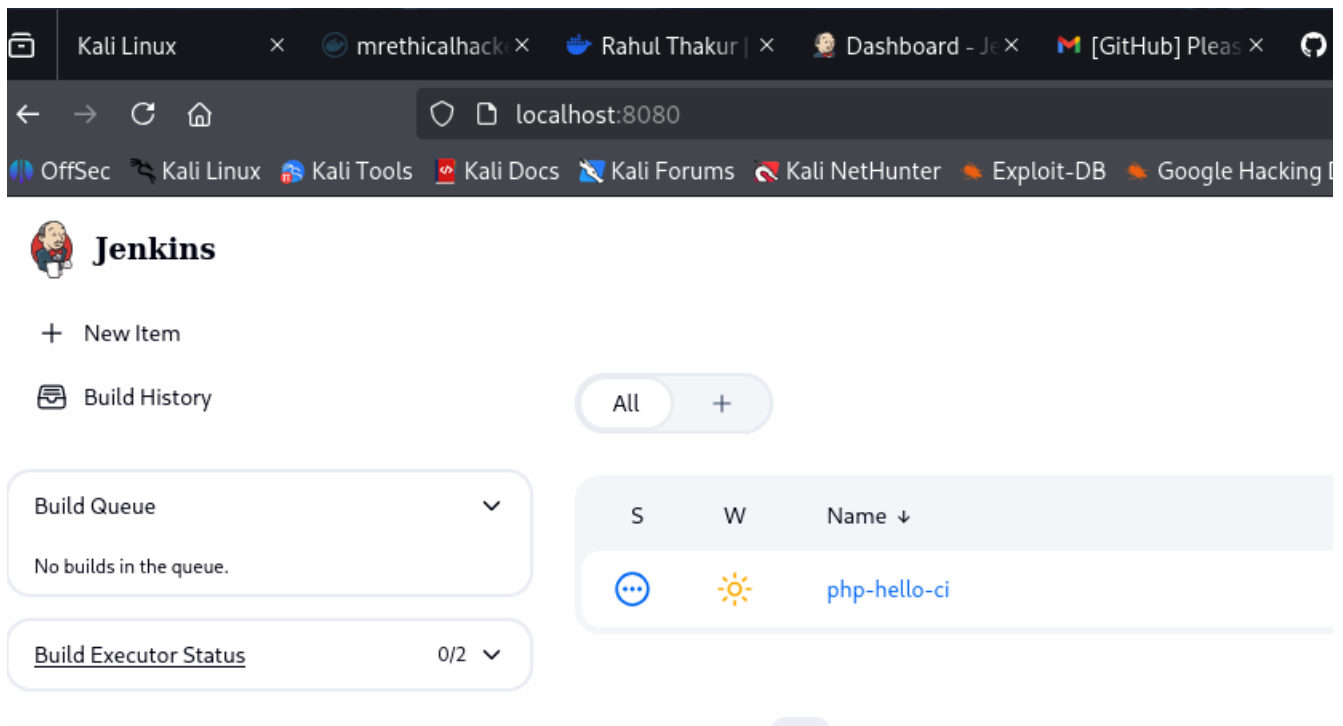 Kali Linux
mrethicalhack
Rahul Thakur |
Dashboard - Je
[GitHub] Pleas
localhost:8080
OffSec Kali Linux Kali Tools Kali Docs Kali Forums Kali NetHunter Exploit-DB Google Hacking
Jenkins
New Item
Build History
All +
Build Queue
No builds in the queue.
S W Name ↓
php-hello-ci
Build Executor Status 0/2